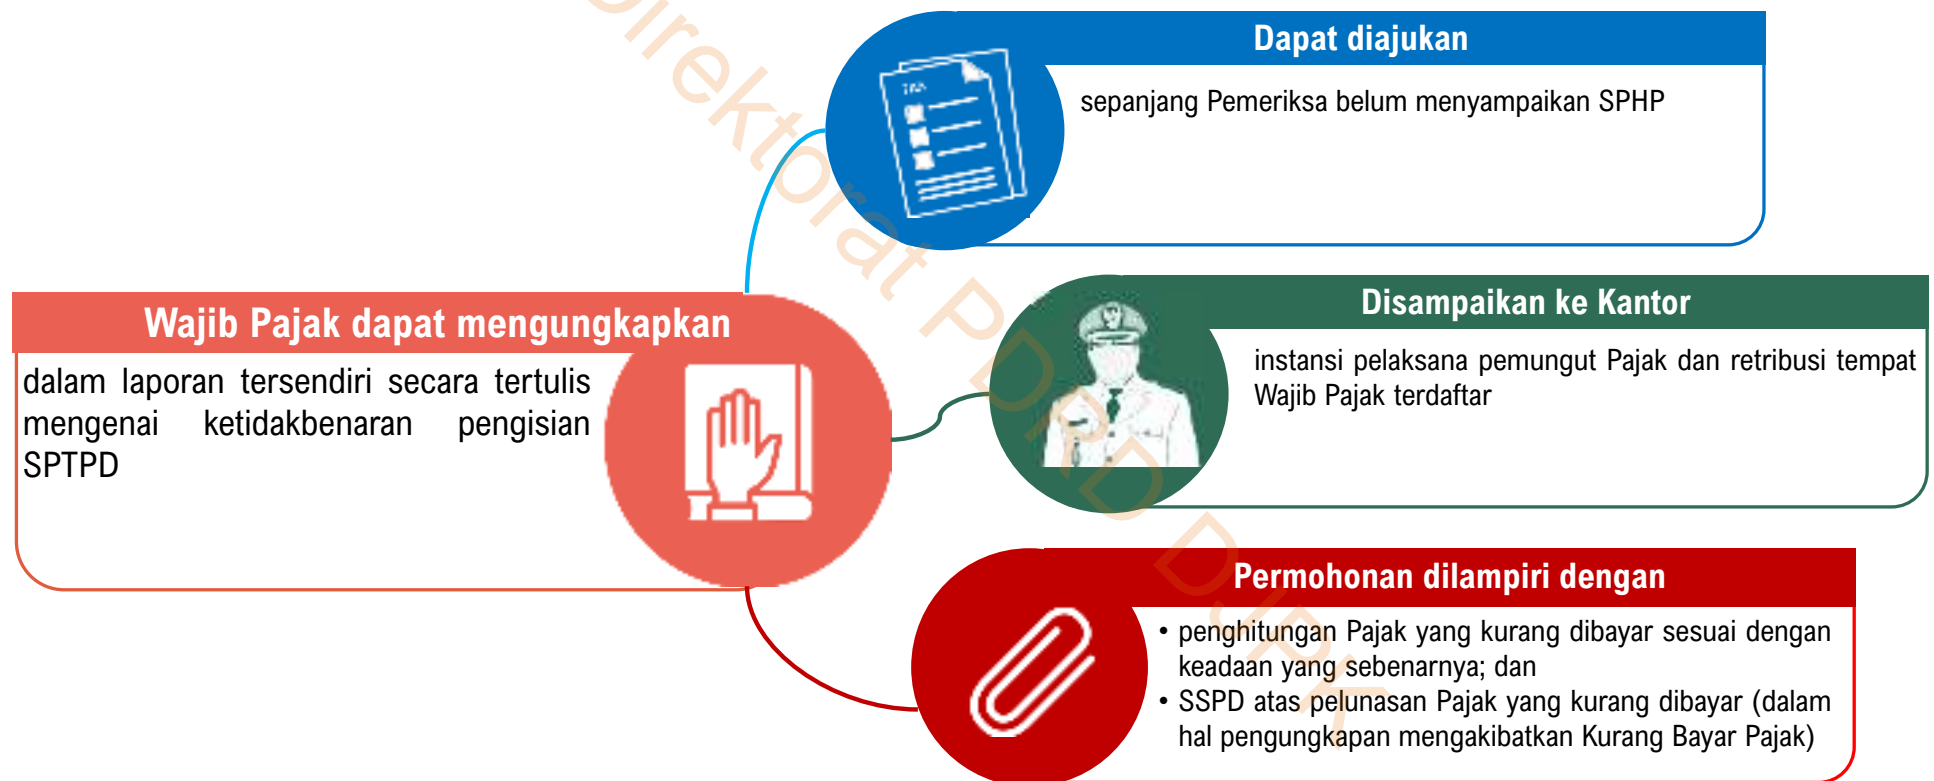 Wajib Pajak dapat mengungkapkan
dalam laporan tersendiri secara tertulis
mengenai ketidakbenaran pengisian
SPTPD
Dapat diajukan
sepanjang Pemeriksa belum menyampaikan SPHP
Disampaikan ke Kantor
instansi pelaksana pemungut Pajak dan retribusi tempat
Wajib Pajak terdaftar
Permohonan dilampiri dengan
• penghitungan Pajak yang kurang dibayar sesuai dengan
keadaan yang sebenarnya; dan
• SSPD atas pelunasan Pajak yang kurang dibayar (dalam
hal pengungkapan mengakibatkan Kurang Bayar Pajak)
Direktorat PDRD DJPK